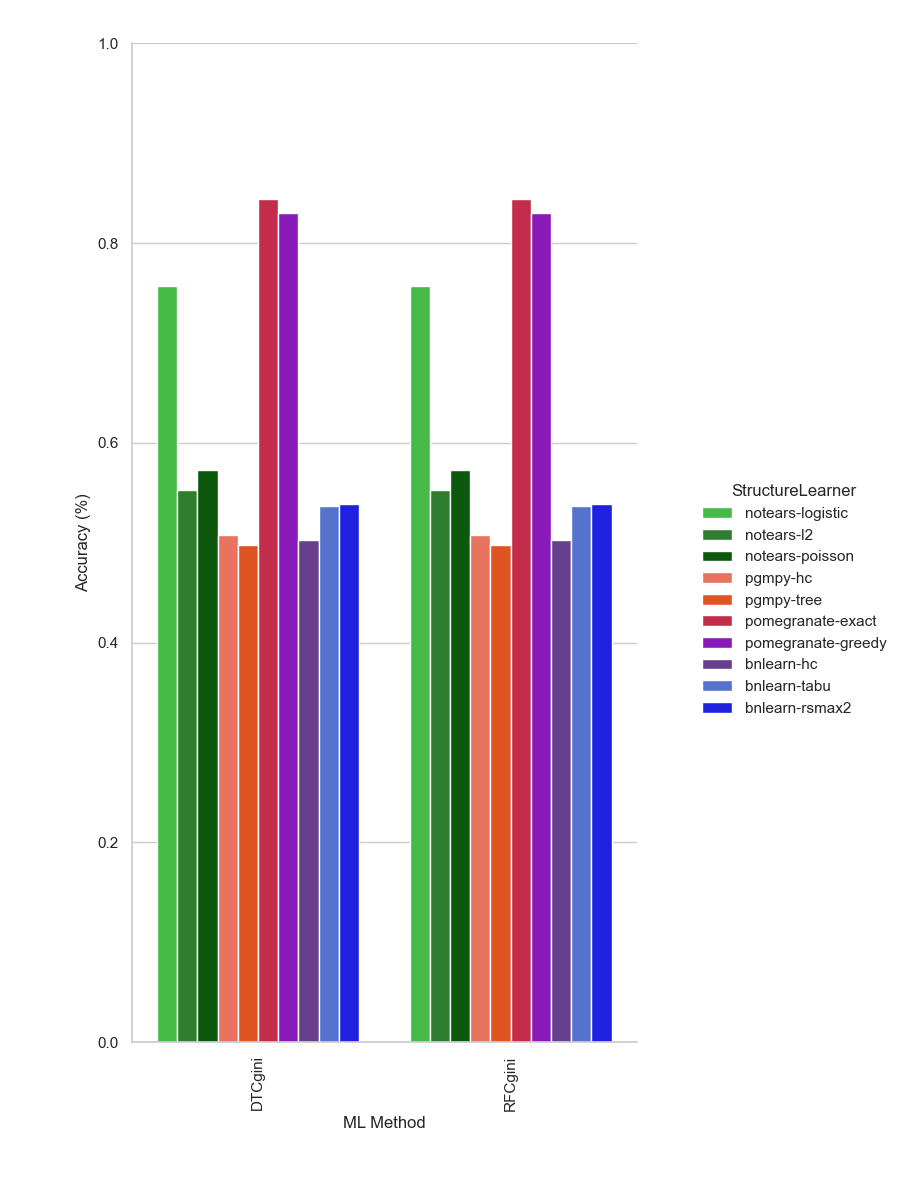 1.0
0.8
0.6
0.4
0.2
0.0
Accuracy (%)
DTCgini
RFCgini
ML Method
StructureLearner
notears-logistic
notears-l2
notears-poisson
pgmpy-hc
pgmpy-tree
pomegranate-exact
pomegranate-greedy
bnlearn-hc
bnlearn-tabu
bnlearn-rsmax2